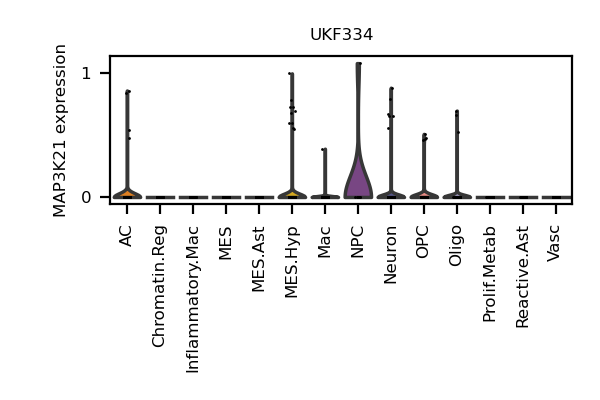 UKF334
MAP3K21 expression
1
0
AC
Chromatin.Reg
Inflammatory.Mac
MES
MES.Ast
MES.Hyp
Mac
NPC
Neuron
OPC
Oligo
Prolif.Metab
Reactive.Ast
Vasc